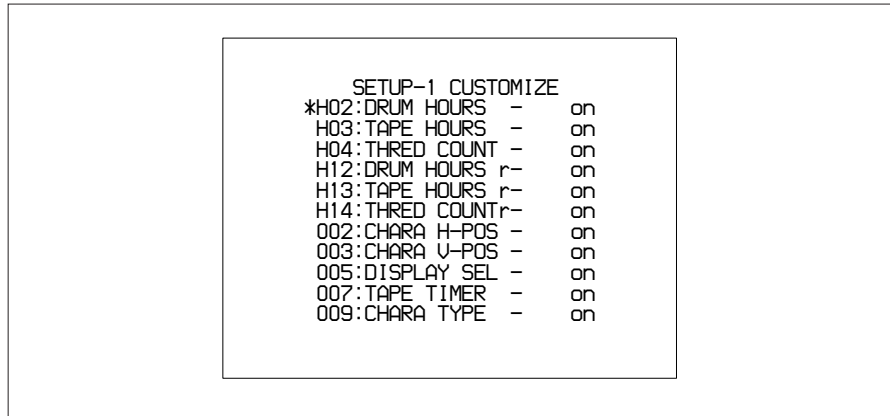 SETUP-1 CUSTOMIZE
*H02:DRUM HOURS - on
H03:TAPE HOURS - on
H04:THRED COUNT - on
H12:DRUM HOURS r- on
H13:TAPE HOURS r- on
H14:THRED COUNTr- on
002:CHARA H-POS - on
003:CHARA V-POS - on
005:DISPLAY SEL - on
007:TAPE TIMER - on
009:CHARA TYPE - on